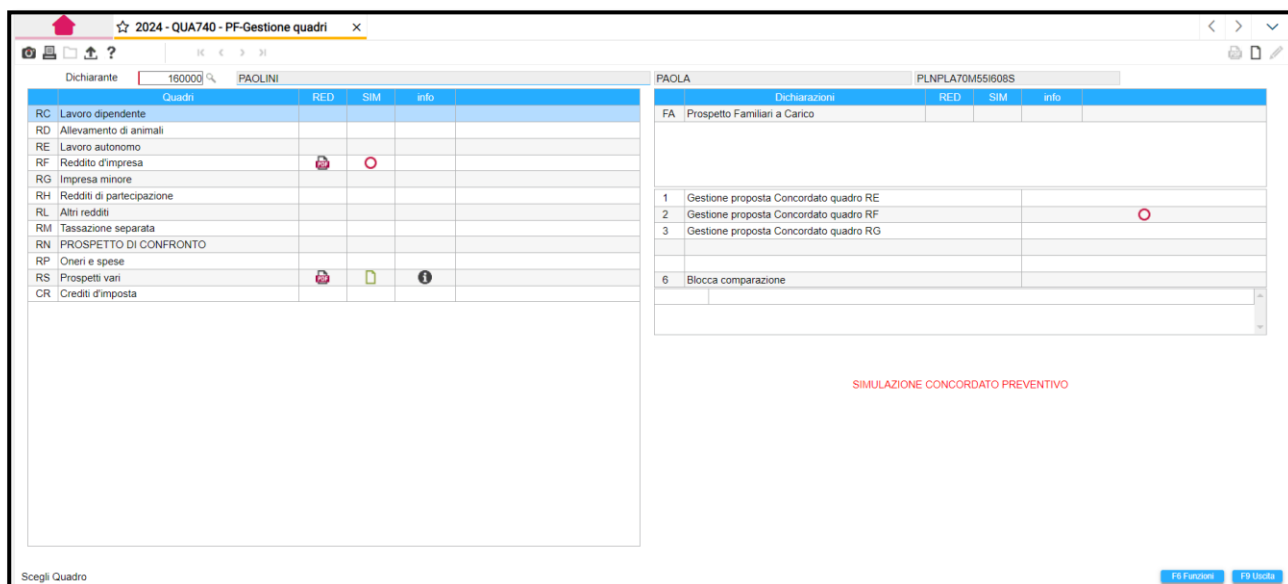 2024 - QUA740 - PF-Gestione quadri
Dichiarante 160000 PAOLINI PAOLA PLNPLA70M55I608S
Quadri RED SIM info
RC Lavoro dipendente
RD Allevamento di animali
RE Lavoro autonomo
RF Reddito d'impresa
RG Impresa minore
RH Redditi di partecipazione
RL Altri redditi
RM Tassazione separata
RN PROSPETTO DI CONFRONTO
RP Oneri e spese
RS Prospetti vari
CR Crediti d'imposta
Dichiarazioni RED SIM info
FA Prospetto Familiari a Carico
1 Gestione proposta Concordato quadro RE
2 Gestione proposta Concordato quadro RF
3 Gestione proposta Concordato quadro RG
6 Blocca comparazione
SIMULAZIONE CONCORDATO PREVENTIVO
Scegli Quadro
F6 Funzioni F9 Uscita